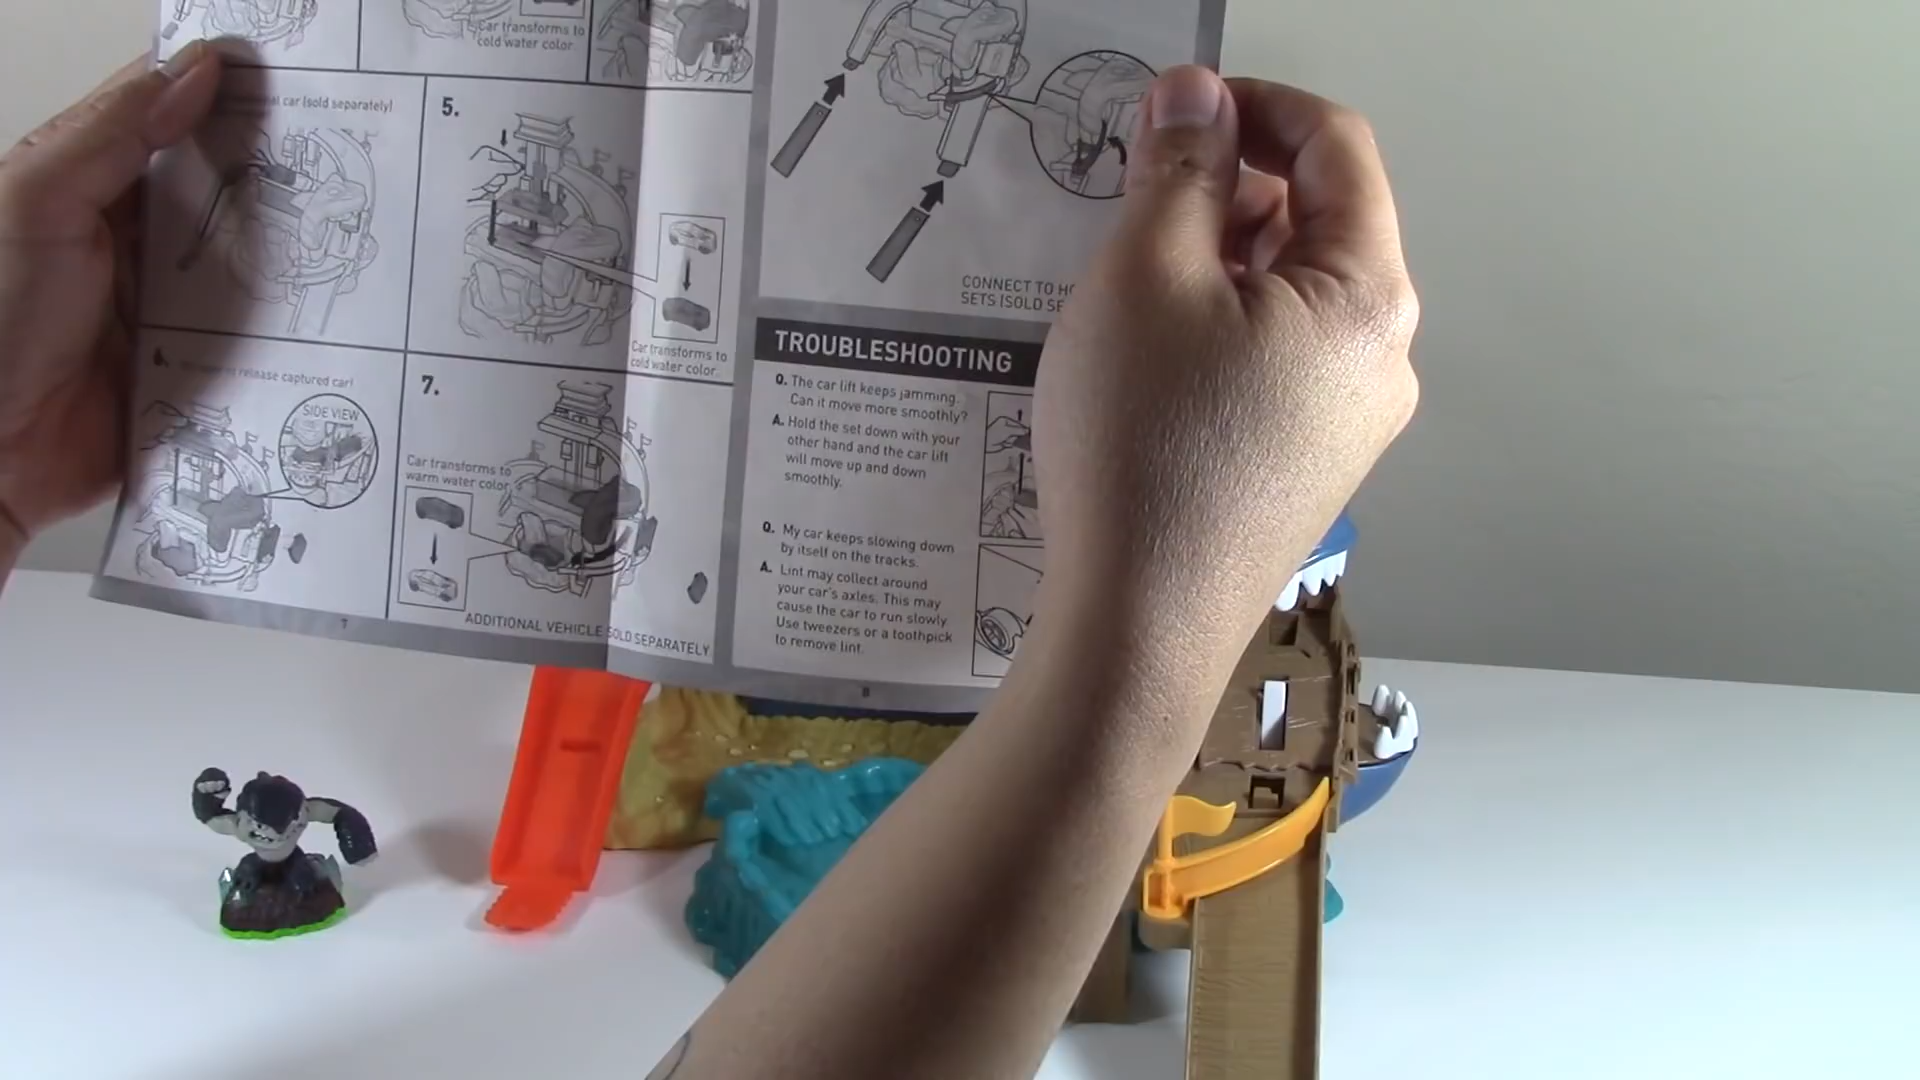 Car transforms to
cold water color.
car (sold separately)
5.
Car transforms to
cold water color.
6.
release captured car!
SIDE VIEW
7.
Car transforms to
warm water color
ADDITIONAL VEHICLE SOLD SEPARATELY
7
CONNECT TO
SETS (SOLD
TROUBLESHOOTING
Q. The car lift keeps jamming.
Can it move more smoothly?
A. Hold the set down with your
other hand and the car lift
will move up and down
smoothly.
Q. My car keeps slowing down
by itself on the tracks.
A. Lint may collect around
your car's axles. This may
cause the car to run slowly.
Use tweezers or a toothpick
to remove lint.
8